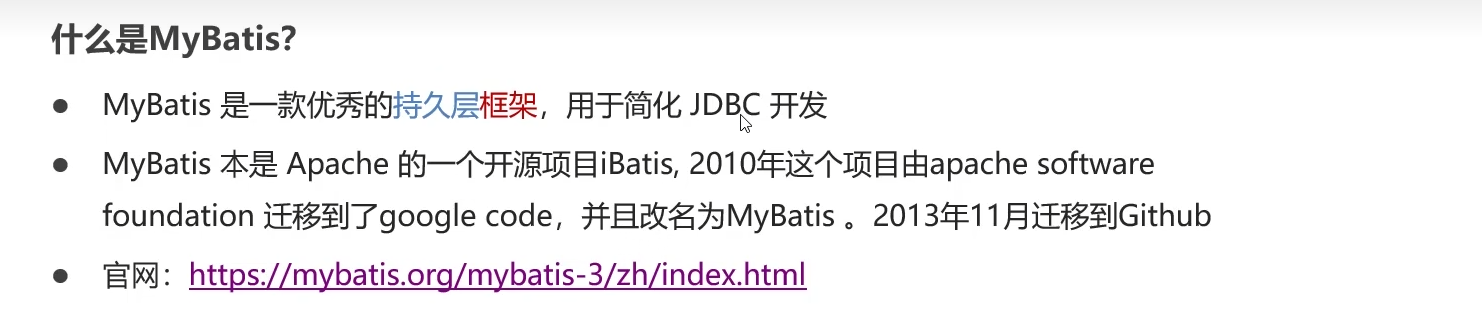 什么是MyBatis?
● MyBatis 是一款优秀的持久层框架，用于简化 JDBC 开发
● MyBatis 本是 Apache 的一个开源项目iBatis, 2010年这个项目由apache software
foundation 迁移到了google code，并且改名为MyBatis 。2013年11月迁移到Github
● 官网：https://mybatis.org/mybatis-3/zh/index.html